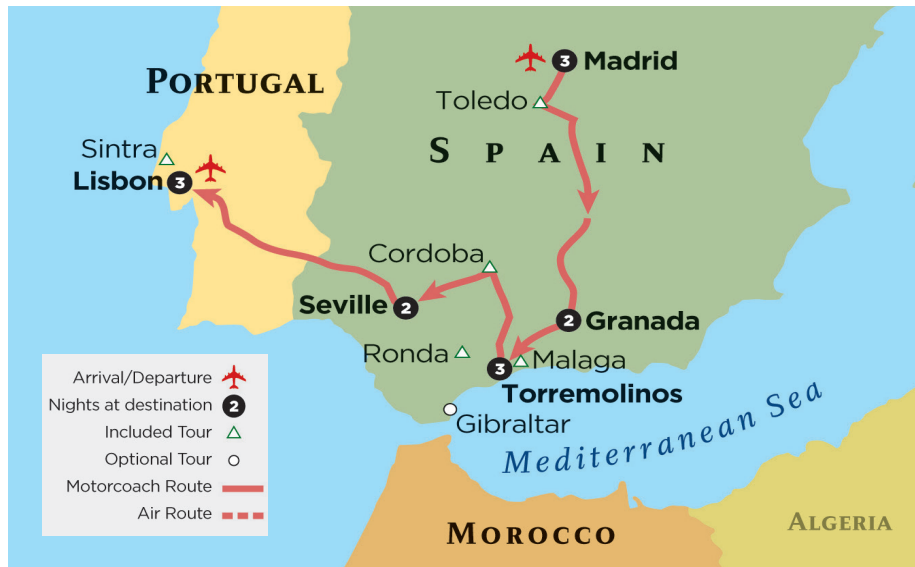 PORTUGAL
3 Madrid
Toledo
SPAIN
Sintra
Lisbon 3
Cordoba
Seville 2
2 Granada
Ronda
Malaga
3
Torremolinos
Gibraltar
Mediterranean Sea
MOROCCO
ALGERIA
Arrival/Departure
Nights at destination 2
Included Tour
Optional Tour
Motorcoach Route
Air Route